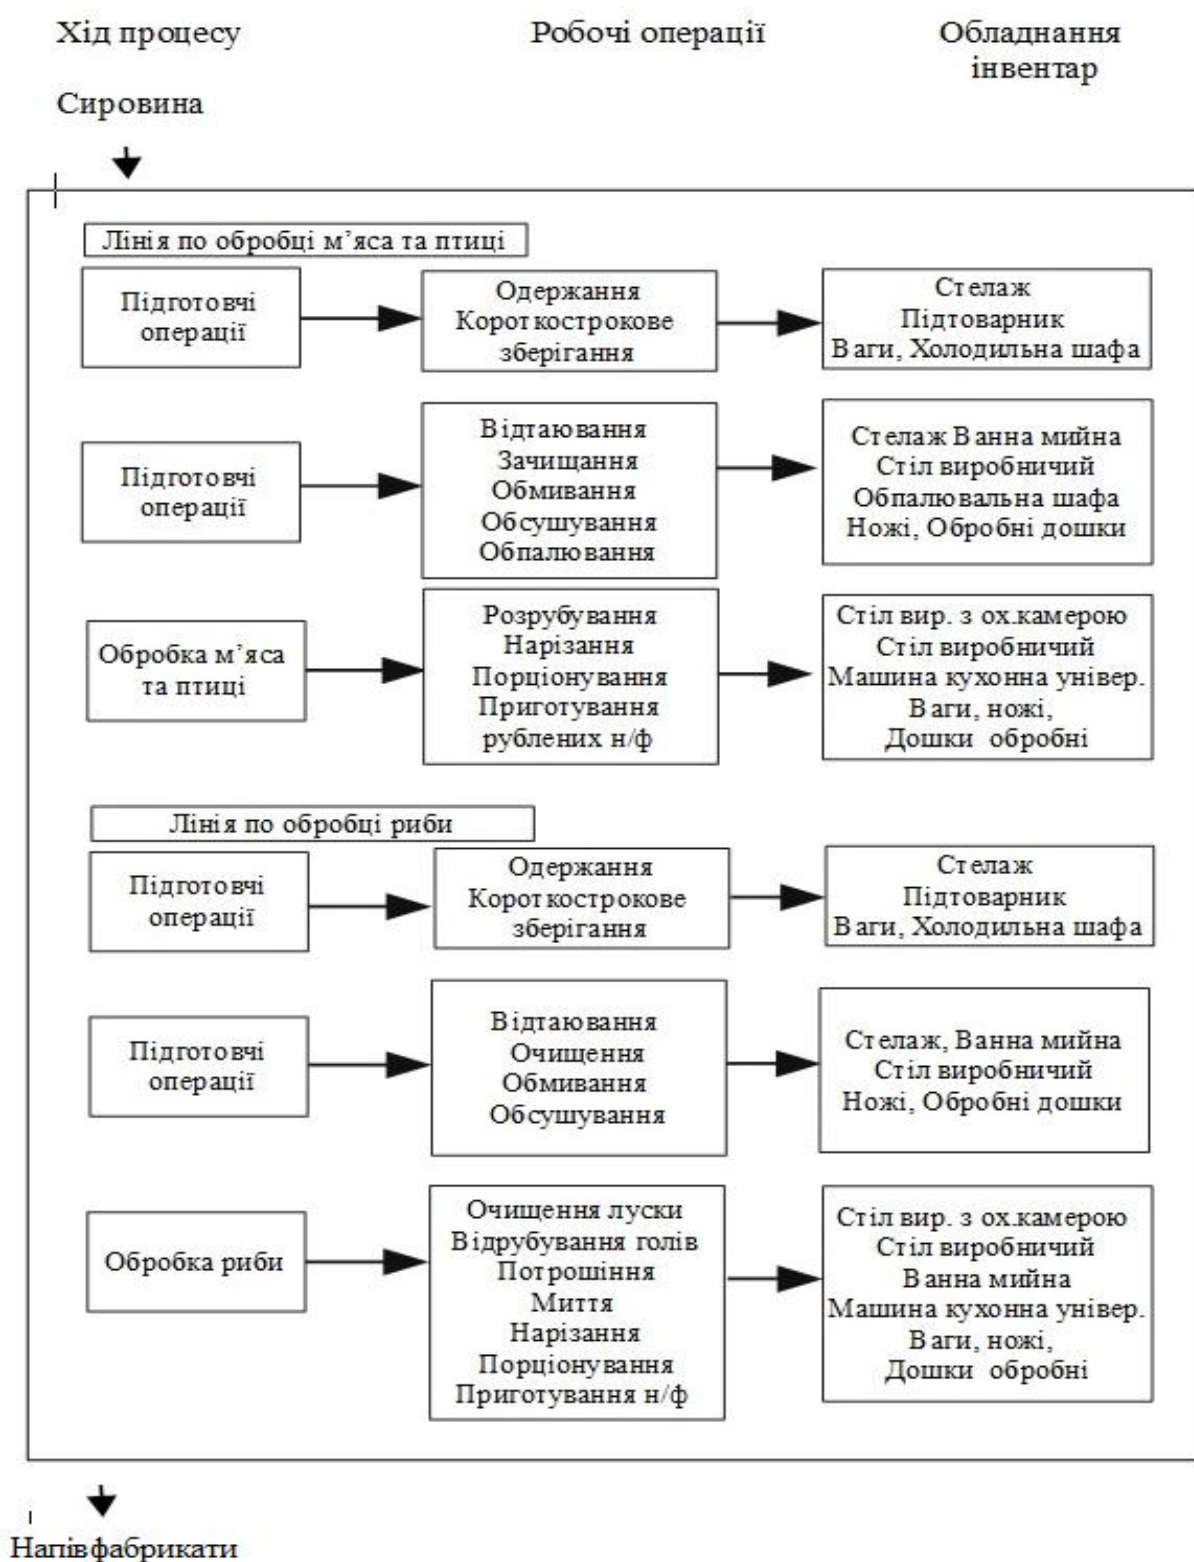 Хід процесу
Робочі операції
Обладнання
інвентар
Сировина
Лінія по обробці м’яса та птиці
Підготовчі
операції
Одержання
Короткострокове
зберігання
Стелаж
Підтоварник
Ваги, Холодильна шафа
Підготовчі
операції
Відтаювання
Зачищання
Обмивання
Обсушування
Обпалювання
Стелаж Ванна мийна
Стіл виробничий
Обпалювальна шафа
Ножі, Обробні дошки
Обробка м’яса
та птиці
Розрубування
Нарізання
Порціонування
Приготування
рублених н/ф
Стіл вир. з ох.камерою
Стіл виробничий
Машина кухонна універ.
Ваги, ножі,
Дошки обробні
Лінія по обробці риби
Підготовчі
операції
Одержання
Короткострокове
зберігання
Стелаж
Підтоварник
Ваги, Холодильна шафа
Підготовчі
операції
Відтаювання
Очищення
Обмивання
Обсушування
Стелаж, Ванна мийна
Стіл виробничий
Ножі, Обробні дошки
Обробка риби
Очищення луски
Відрубування голів
Потрошіння
Миття
Нарізання
Порціонування
Приготування н/ф
Стіл вир. з ох.камерою
Стіл виробничий
Ванна мийна
Машина кухонна універ.
Ваги, ножі,
Дошки обробні
Напівфабрикати